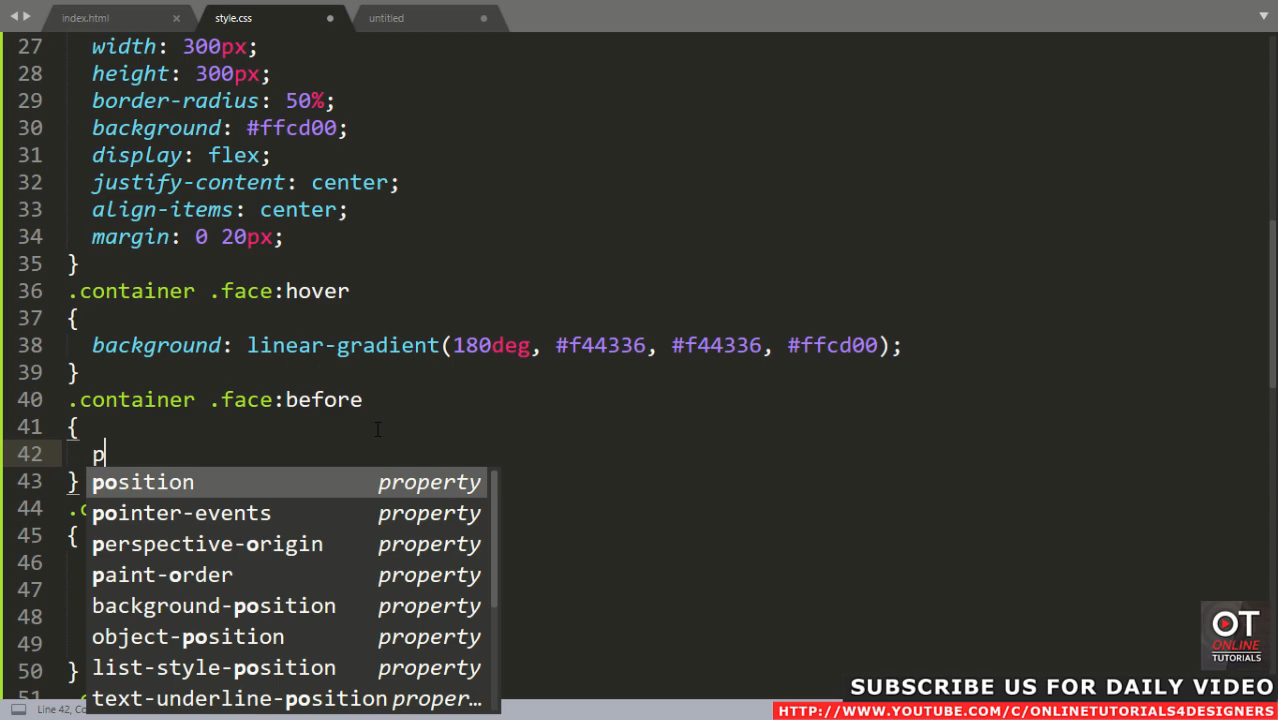 index.html × style.css untitled
27 width: 300px;
28 height: 300px;
29 border-radius: 50%;
30 background: #ffcd00;
31 display: flex;
32 justify-content: center;
33 align-items: center;
34 margin: 0 20px;
35 }
36 .container .face:hover
37 {
38 background: linear-gradient(180deg, #f44336, #f44336, #ffcd00);
39 }
40 .container .face:before
41 {
42 p
43 } position property
44 pointer-events property
45 { perspective-origin property
46 paint-order property
47 background-position property
48 object-position property
49 list-style-position property
50 } text-underline-position proper…
51
Line 42,
OT
ONLINE
TUTORIALS
SUBSCRIBE US FOR DAILY VIDEO
HTTP://WWW.YOUTUBE.COM/C/ONLINETUTORIALS4DESIGNERS